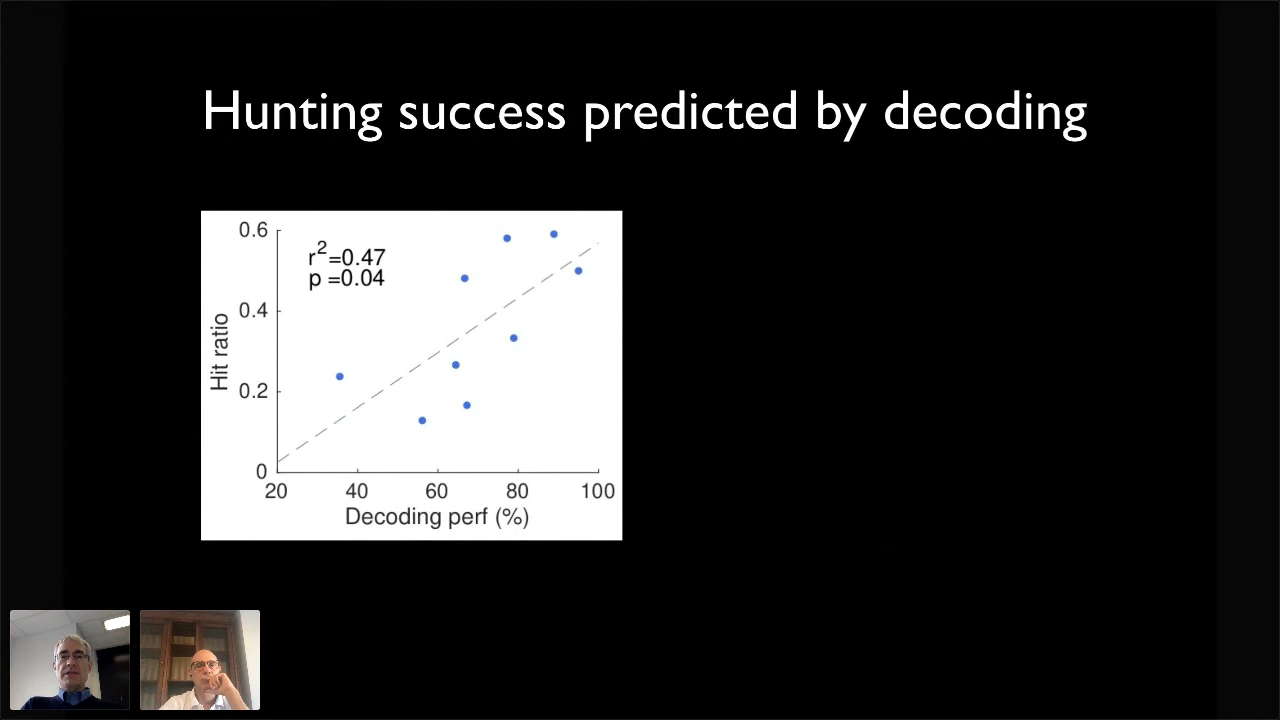 Hunting success predicted by decoding
0.6
r²=0.47
p =0.04
0.4
Hit ratio
0.2
0
20 40 60 80 100
Decoding perf (%)